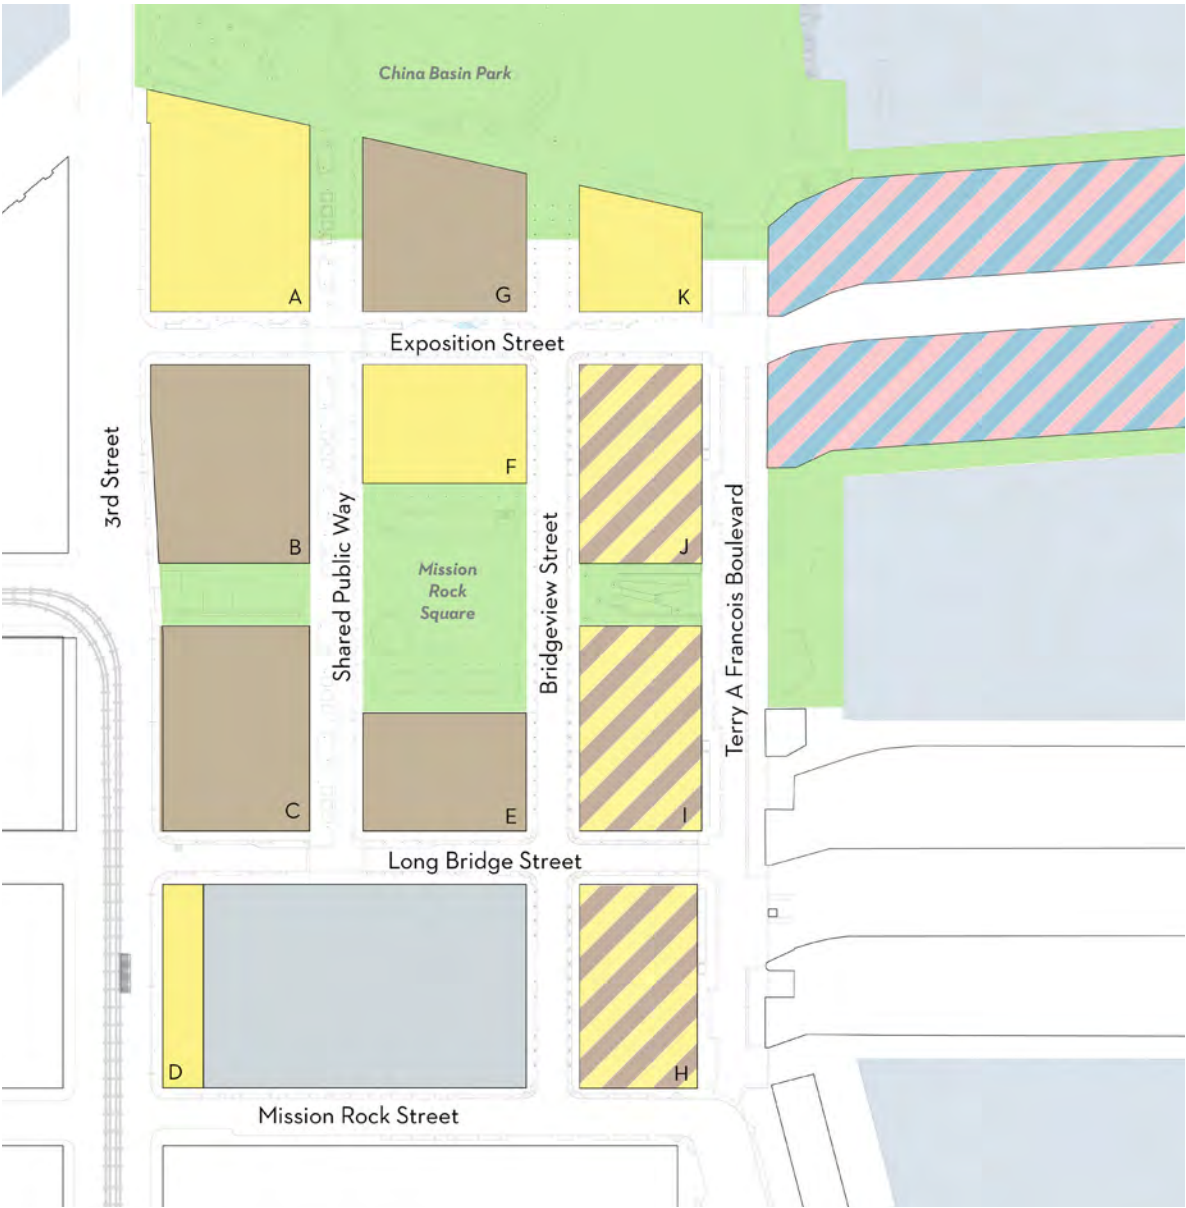 China Basin Park
A
G
K
Exposition Street
3rd Street
B
Shared Public Way
F
Mission
Rock
Square
Bridgeview Street
J
Terry A Francois Boulevard
C
E
I
Long Bridge Street
D
H
Mission Rock Street